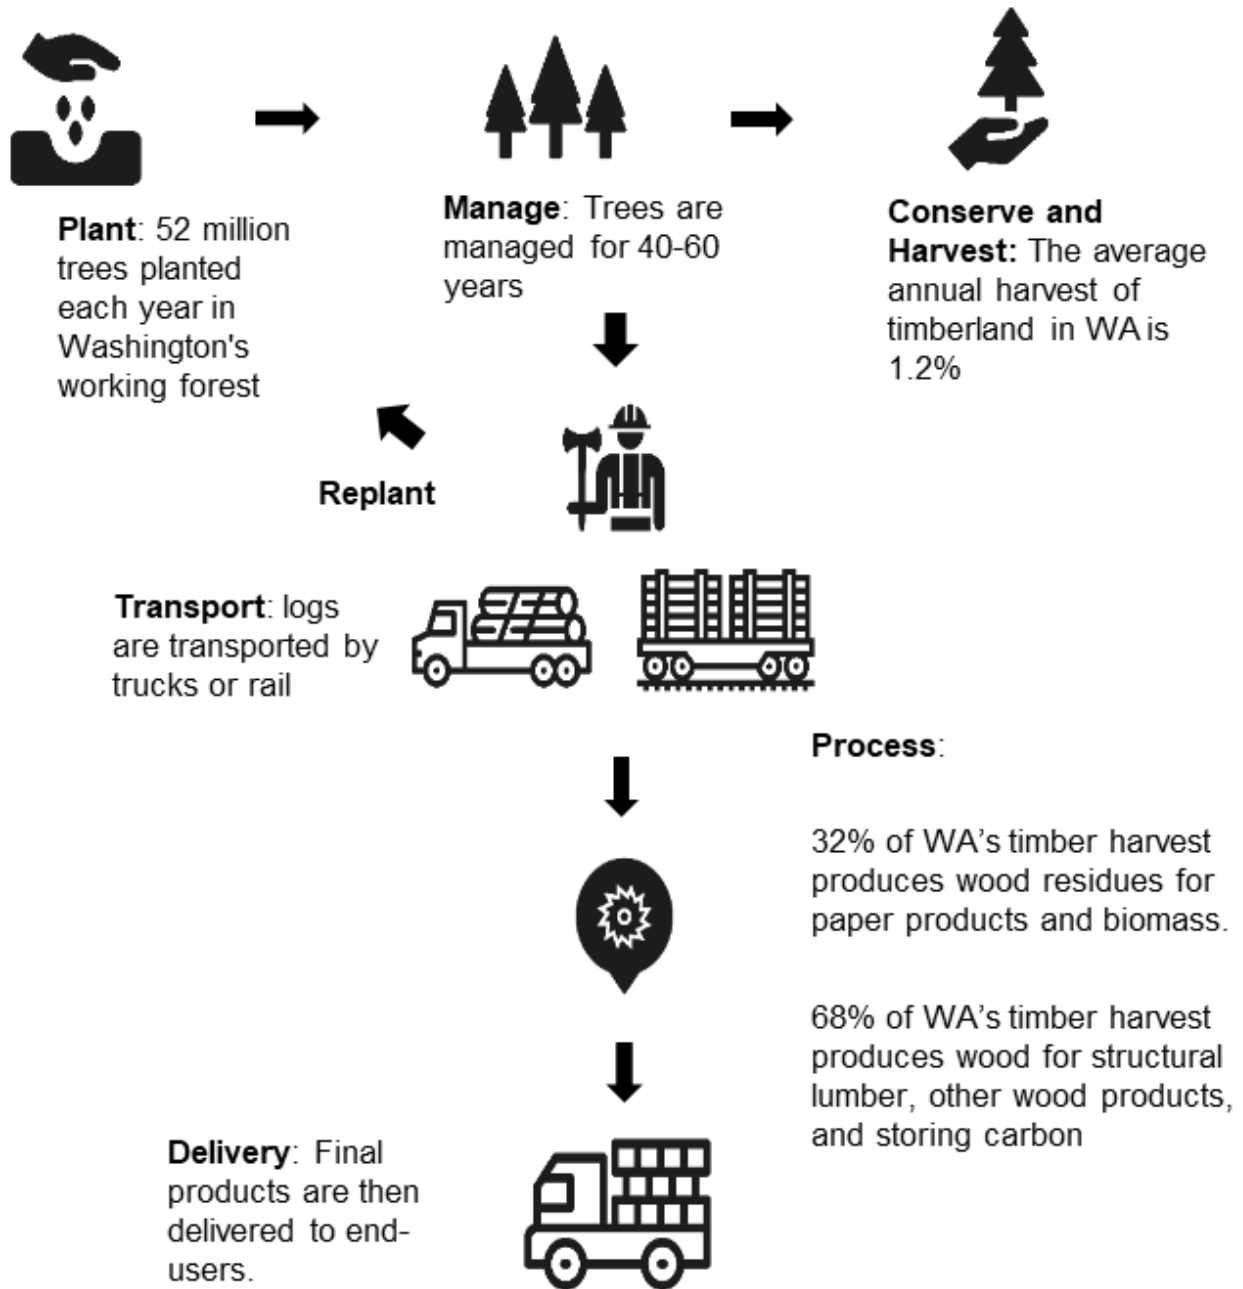 Plant: 52 million
trees planted
each year in
Washington's
working forest
Manage: Trees are
managed for 40-60
years
Conserve and
Harvest: The average
annual harvest of
timberland in WA is
1.2%
Replant
Transport: logs
are transported by
trucks or rail
Process:
32% of WA’s timber harvest
produces wood residues for
paper products and biomass.
68% of WA’s timber harvest
produces wood for structural
lumber, other wood products,
and storing carbon
Delivery: Final
products are then
delivered to end-
users.